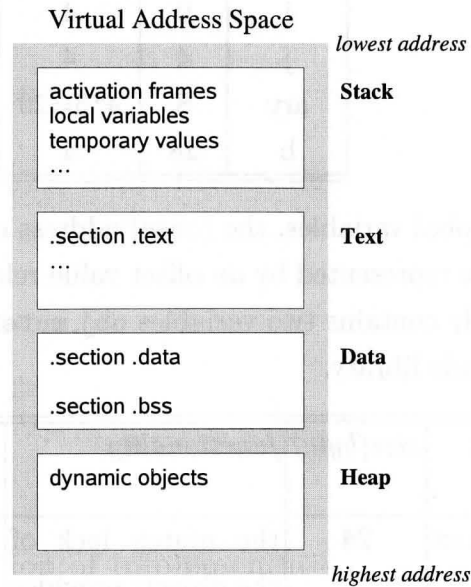 Virtual Address Space
lowest address
activation frames
local variables
temporary values
...
Stack
.section .text
...
Text
.section .data
.section .bss
Data
dynamic objects
Heap
highest address